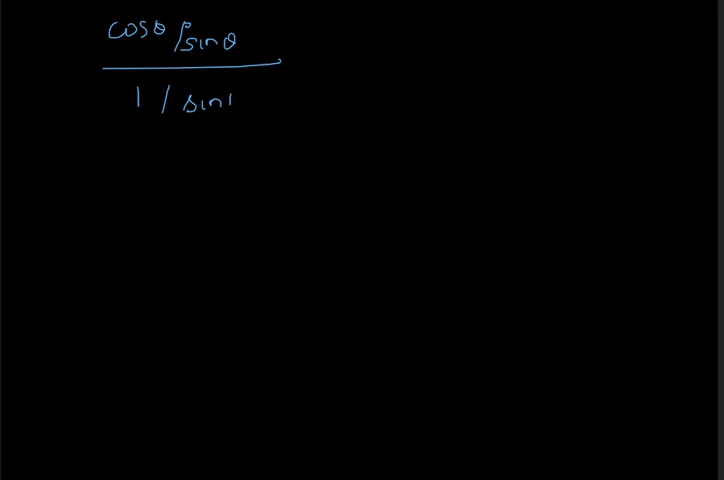 cosθ / sinθ
1 / sin